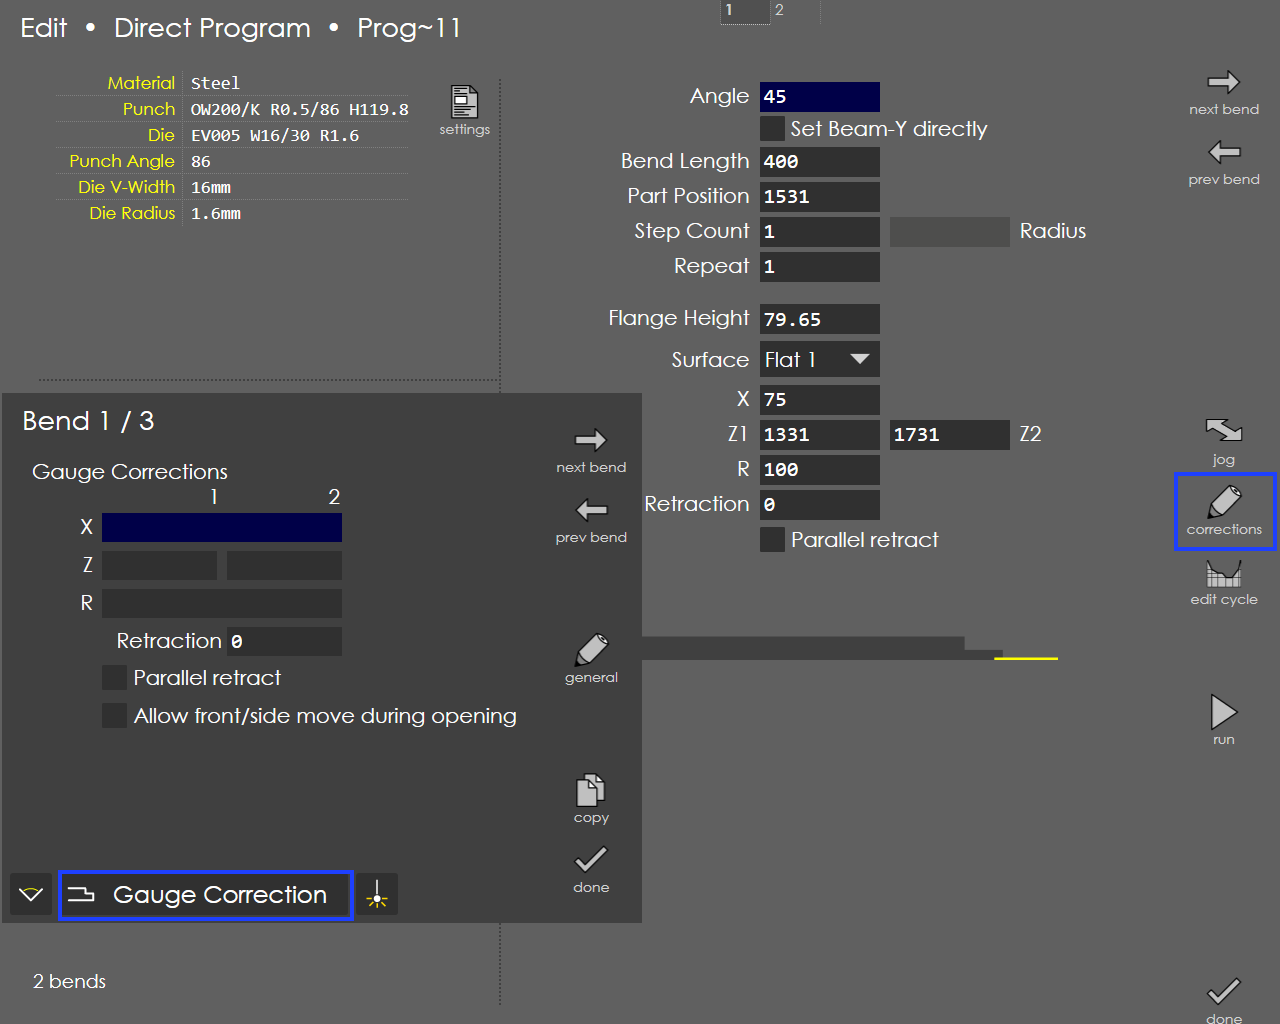 Edit • Direct Program • Prog~11
1 2
Material Steel
Punch OW200/K R0.5/86 H119.8
Die EV005 W16/30 R1.6
Punch Angle 86
Die V-Width 16mm
Die Radius 1.6mm
settings
Angle 45
Set Beam-Y directly
Bend Length 400
Part Position 1531
Step Count 1 Radius
Repeat 1
Flange Height 79.65
Surface Flat 1
X 75
Z1 1331 1731 Z2
R 100
Retraction 0
Parallel retract
next bend
prev bend
jog
corrections
edit cycle
run
done
Bend 1 / 3
Gauge Corrections
1 2
X
Z
R
Retraction 0
Parallel retract
Allow front/side move during opening
next bend
prev bend
general
copy
done
Gauge Correction
2 bends